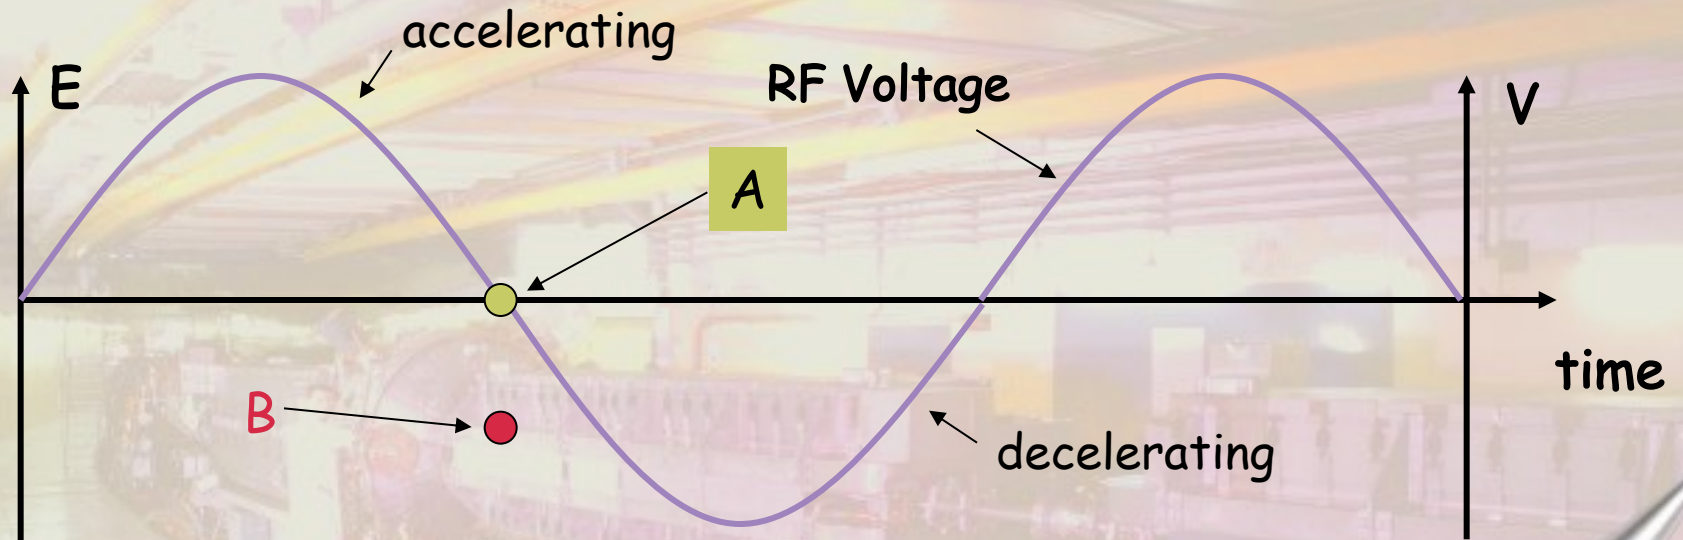 accelerating
E
RF Voltage
V
A
time
B
decelerating